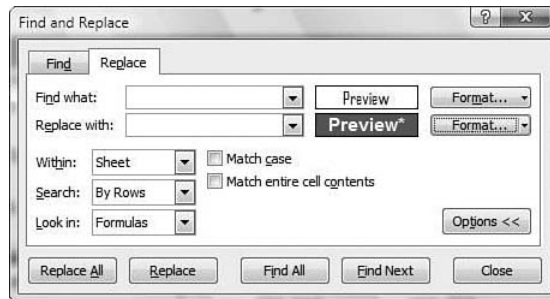 Find and Replace
Find Replace
Find what: Preview Format...
Replace with: Preview* Format...
Within: Sheet Match case
Match entire cell contents
Search: By Rows
Look in: Formulas Options <<
Replace All Replace Find All Find Next Close